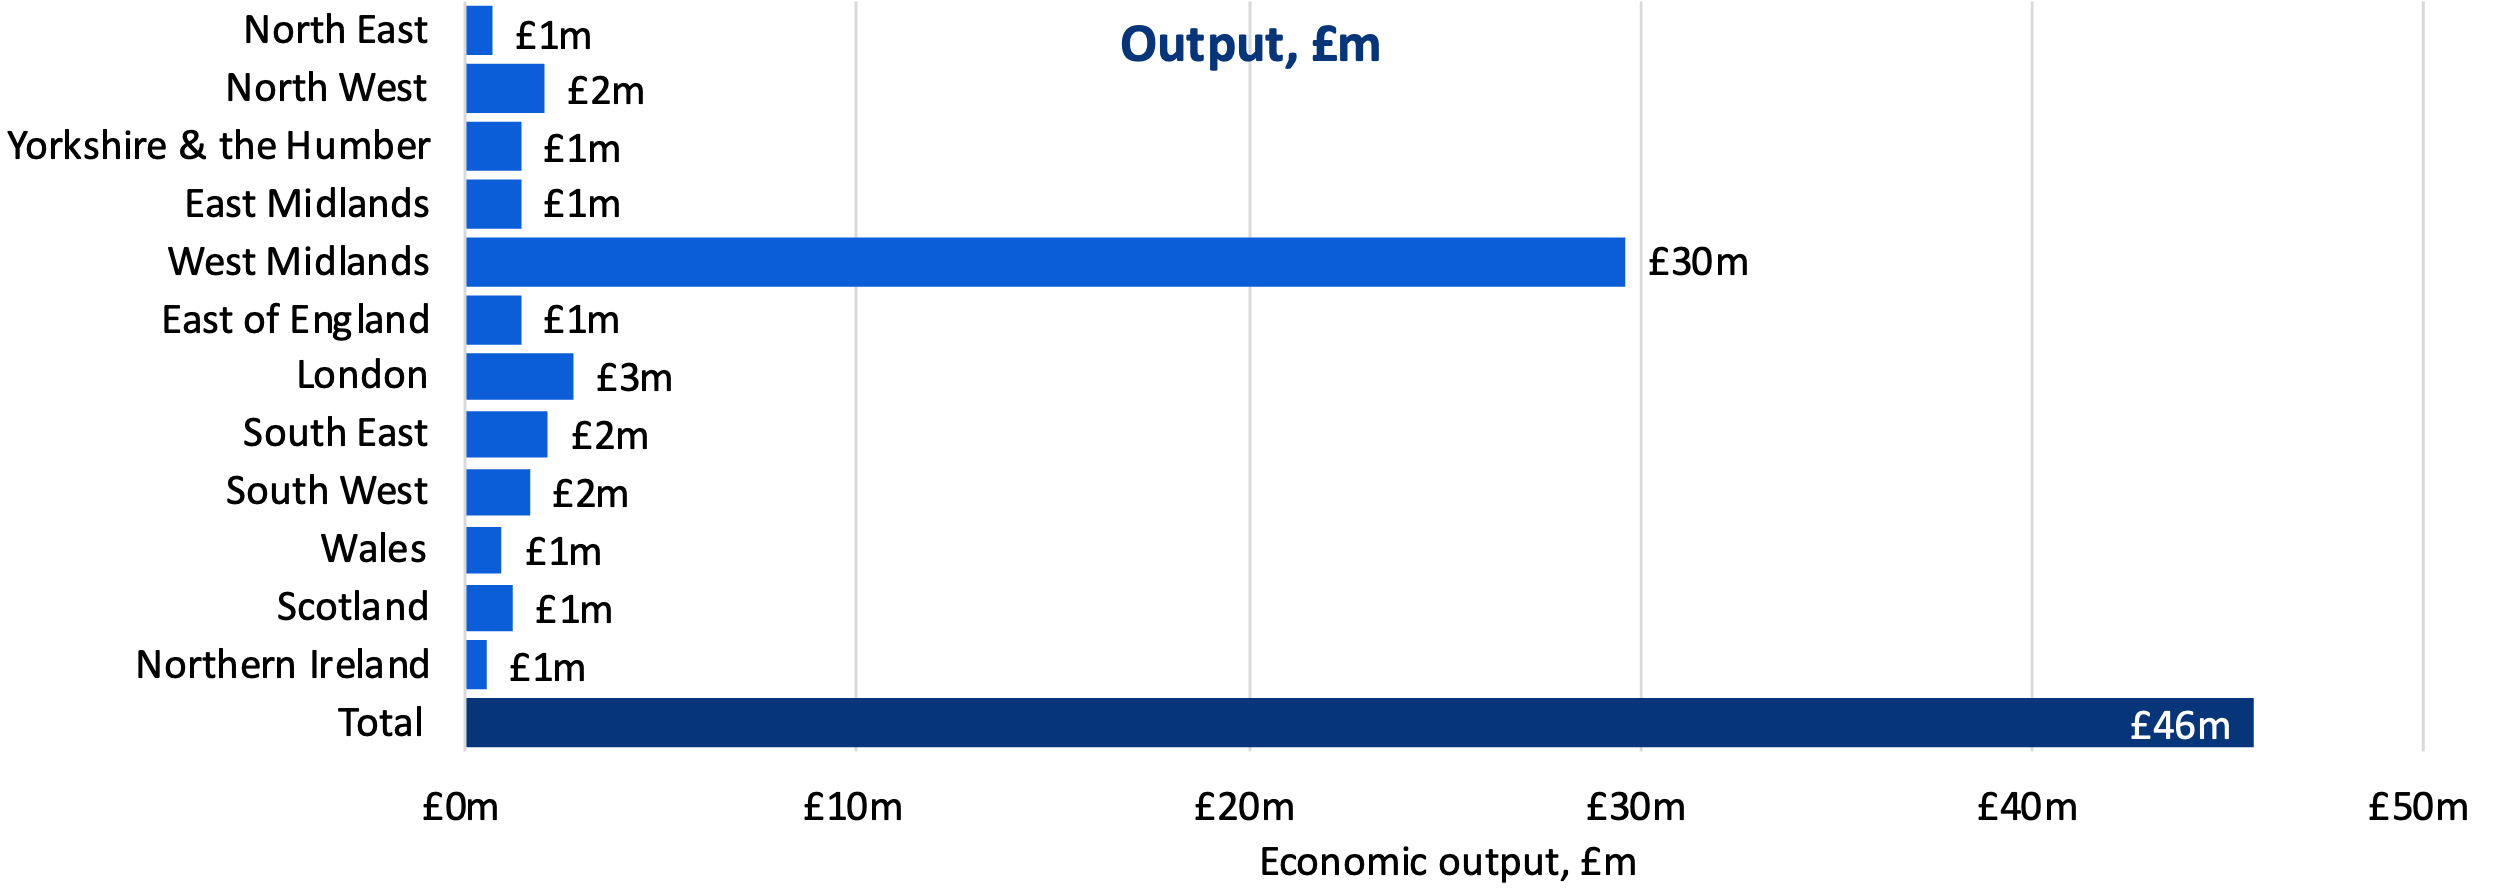 Output, £m
North East £1m
North West £2m
Yorkshire & the Humber £1m
East Midlands £1m
West Midlands £30m
East of England £1m
London £3m
South East £2m
South West £2m
Wales £1m
Scotland £1m
Northern Ireland £1m
Total £46m
£0m £10m £20m £30m £40m £50m
Economic output, £m